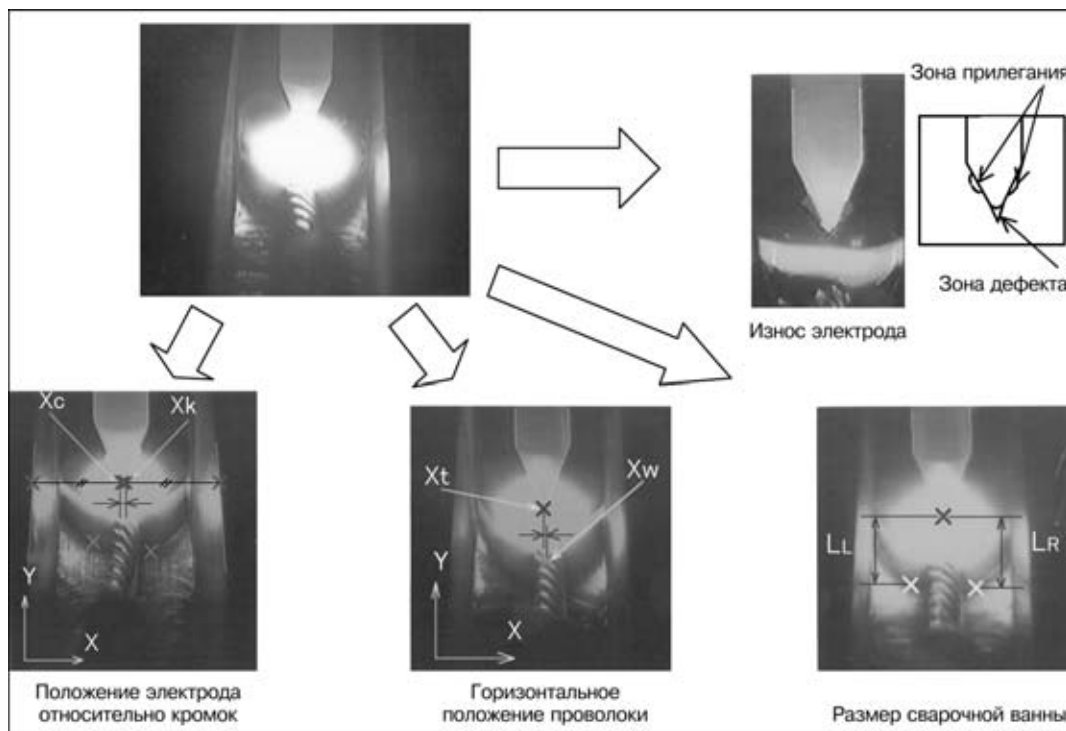 Зона прилегания
Зона дефекта
Износ электрода
Xc
Xk
Y
X
Положение электрода
относительно кромок
Xt
Xw
Y
X
Горизонтальное
положение проволоки
LL
LR
Размер сварочной ванны